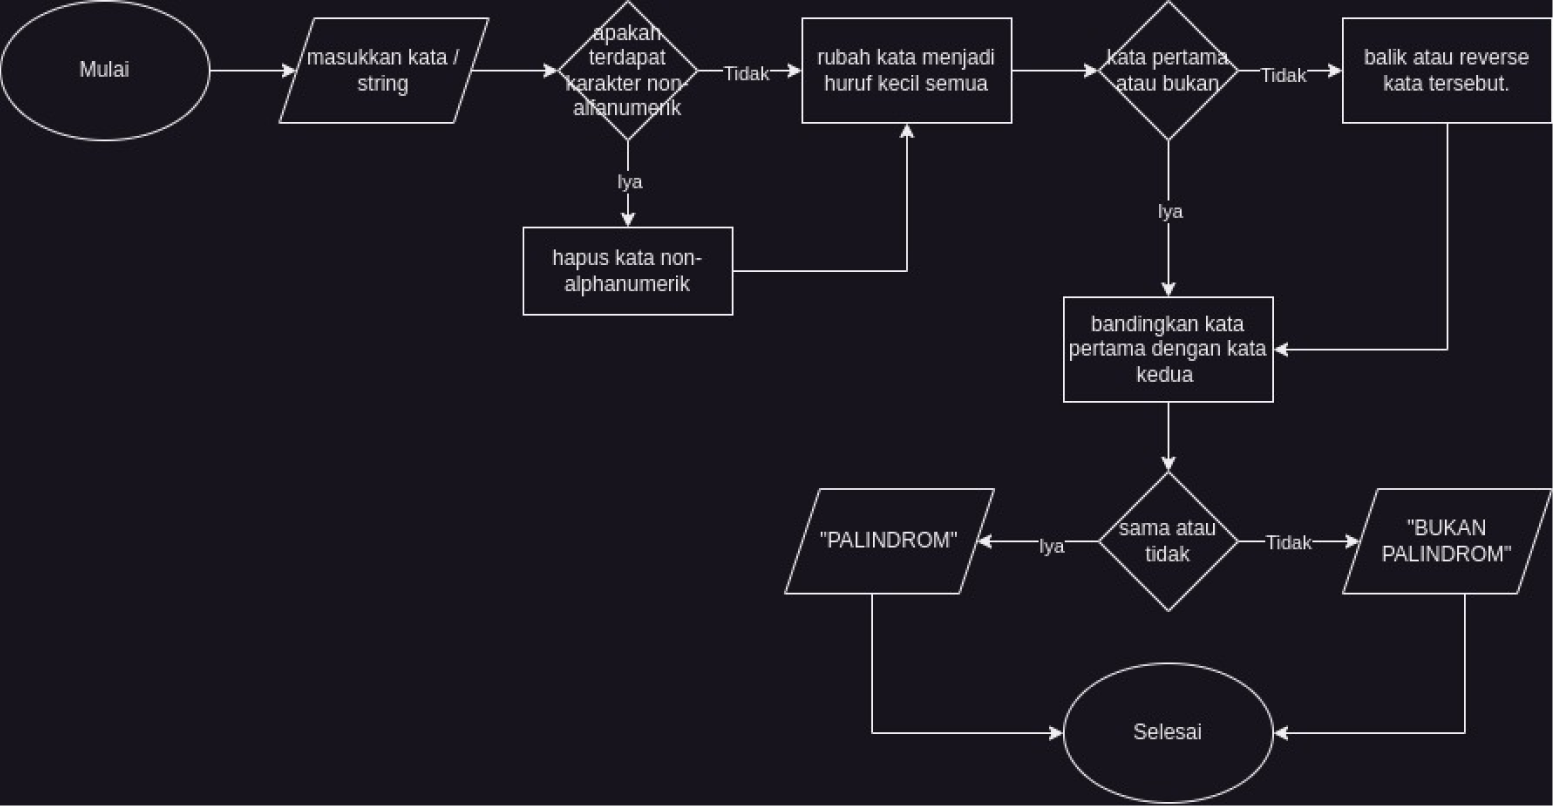 Mulai
masukkan kata /
string
apakah
terdapat
karakter non-
alfanumerik
Tidak
rubah kata menjadi
huruf kecil semua
kata pertama
atau bukan
Tidak
balik atau reverse
kata tersebut.
Iya
hapus kata non-
alphanumerik
Iya
bandingkan kata
pertama dengan kata
kedua
sama atau
tidak
Iya
"PALINDROM"
Tidak
"BUKAN
PALINDROM"
Selesai